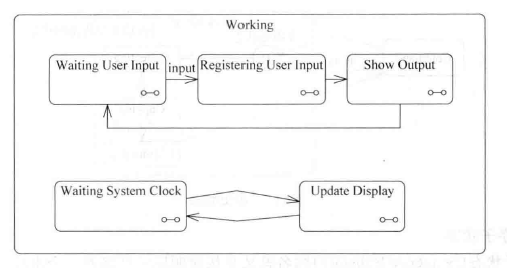 Working
Waiting User Input
input
Registering User Input
Show Output
Waiting System Clock
Update Display